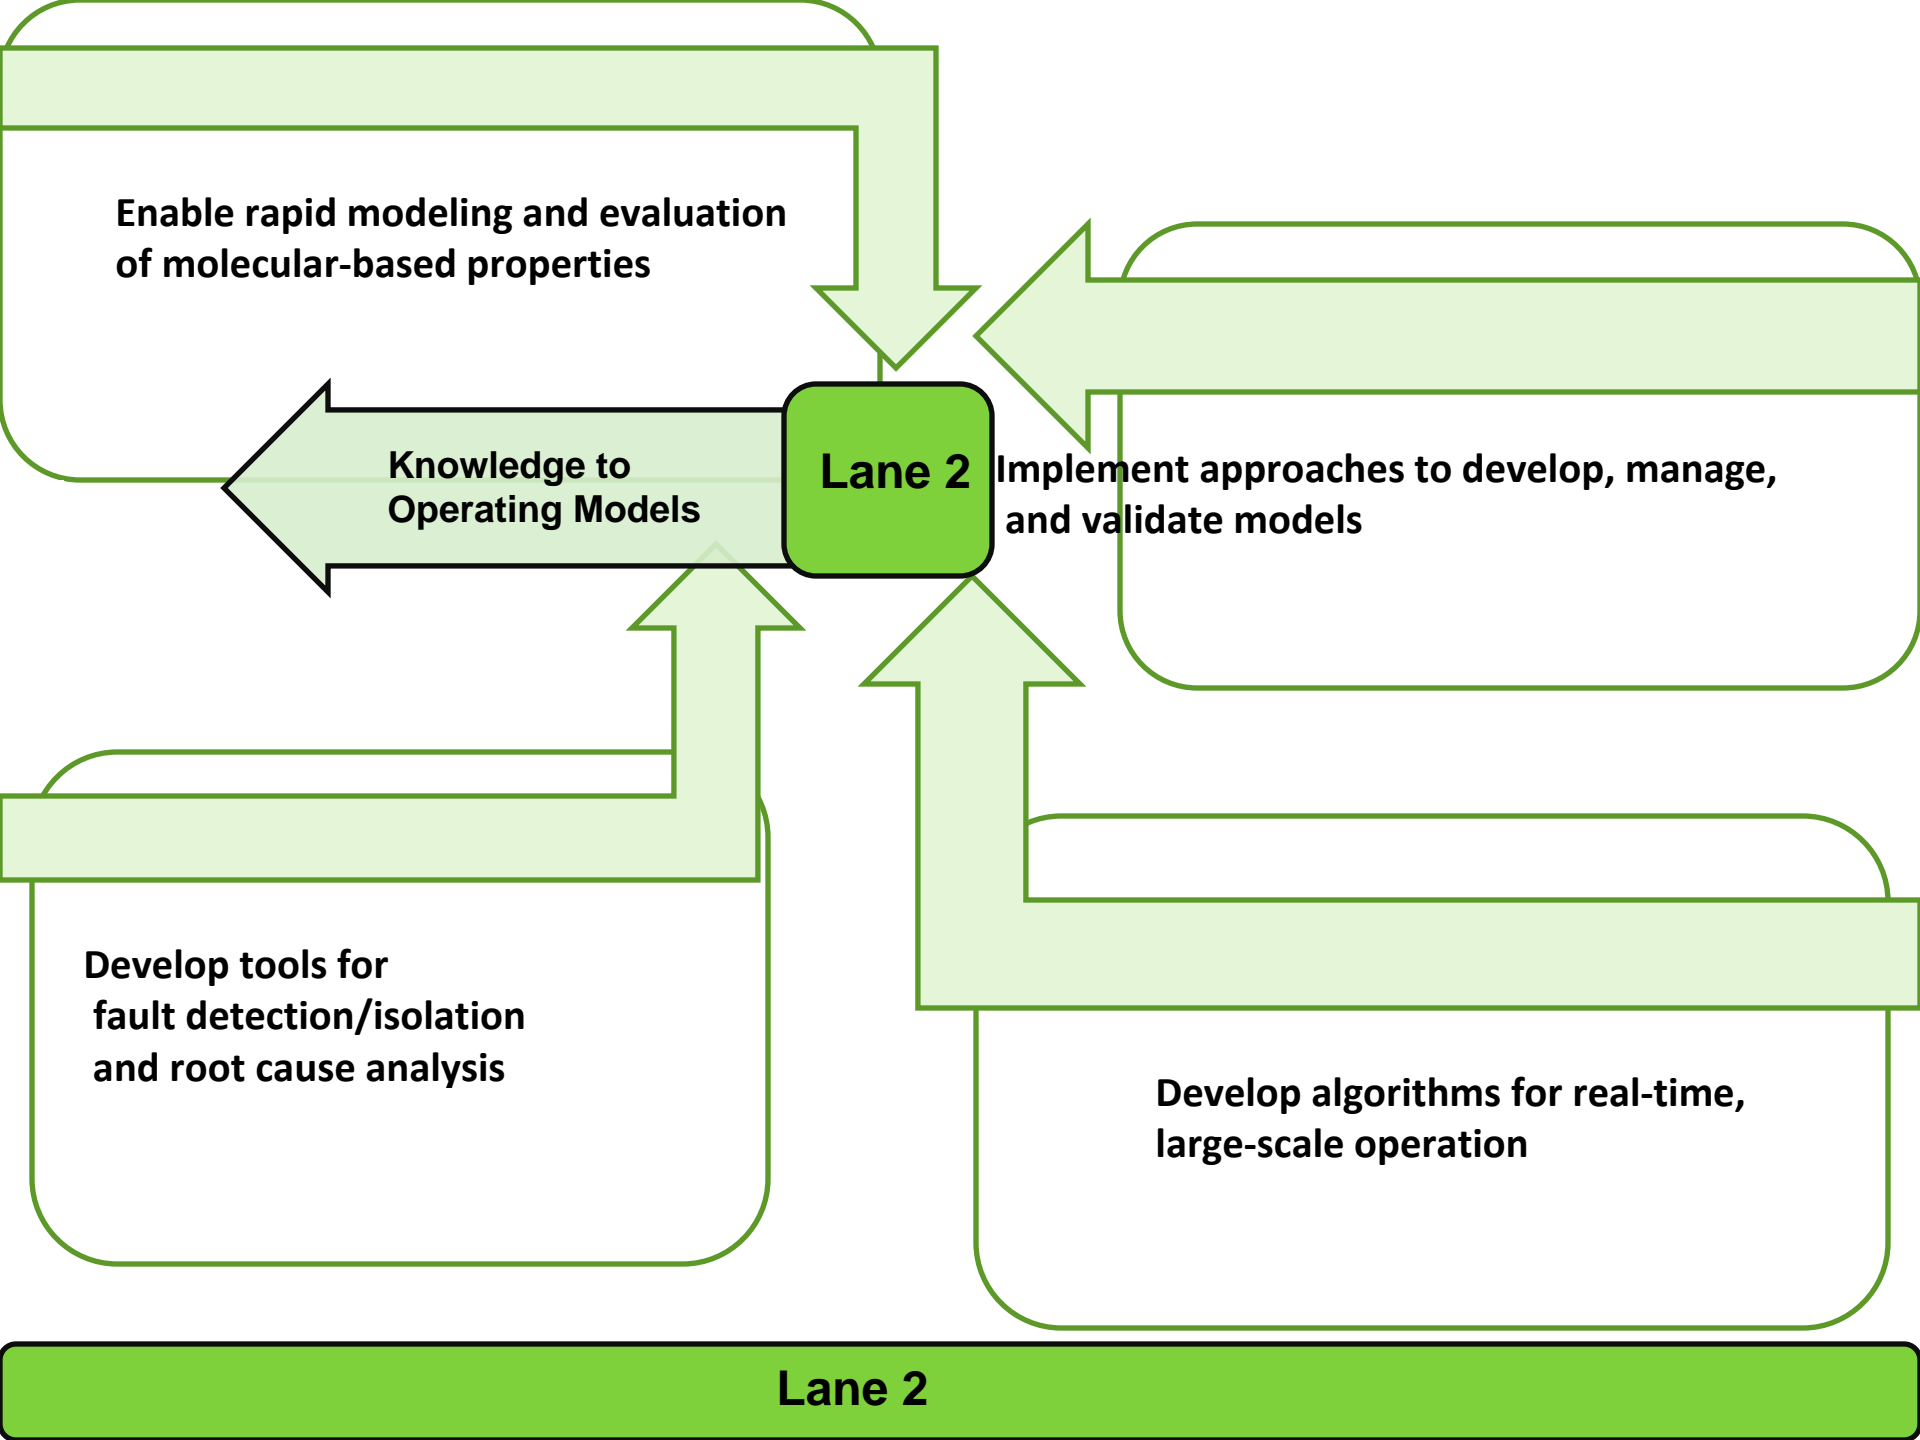 Enable rapid modeling and evaluation
of molecular-based properties
Knowledge to
Operating Models
Lane 2
Implement approaches to develop, manage,
and validate models
Develop tools for
fault detection/isolation
and root cause analysis
Develop algorithms for real-time,
large-scale operation
Lane 2